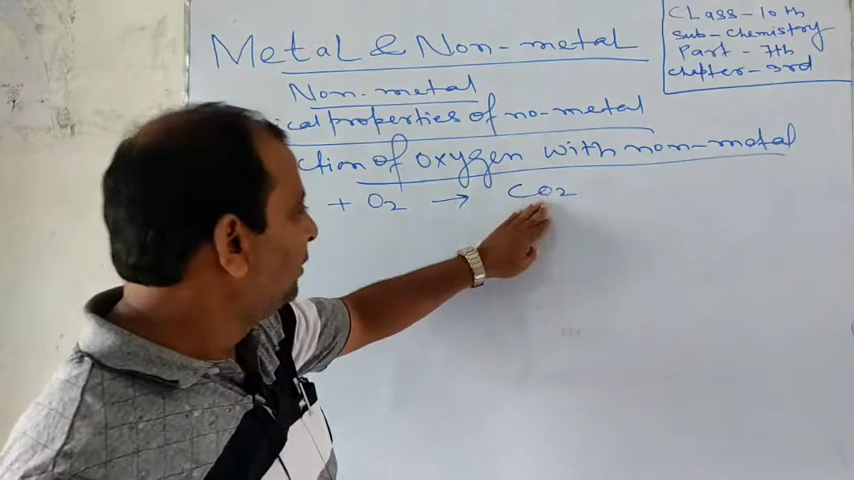 Metal & Non-metal
CLass-10th
Sub-Chemistry
Part-7th
Chapter-3rd
Non-metal
ical properties of no-metal
ction of oxygen with non-metal
+ O2 → CO2